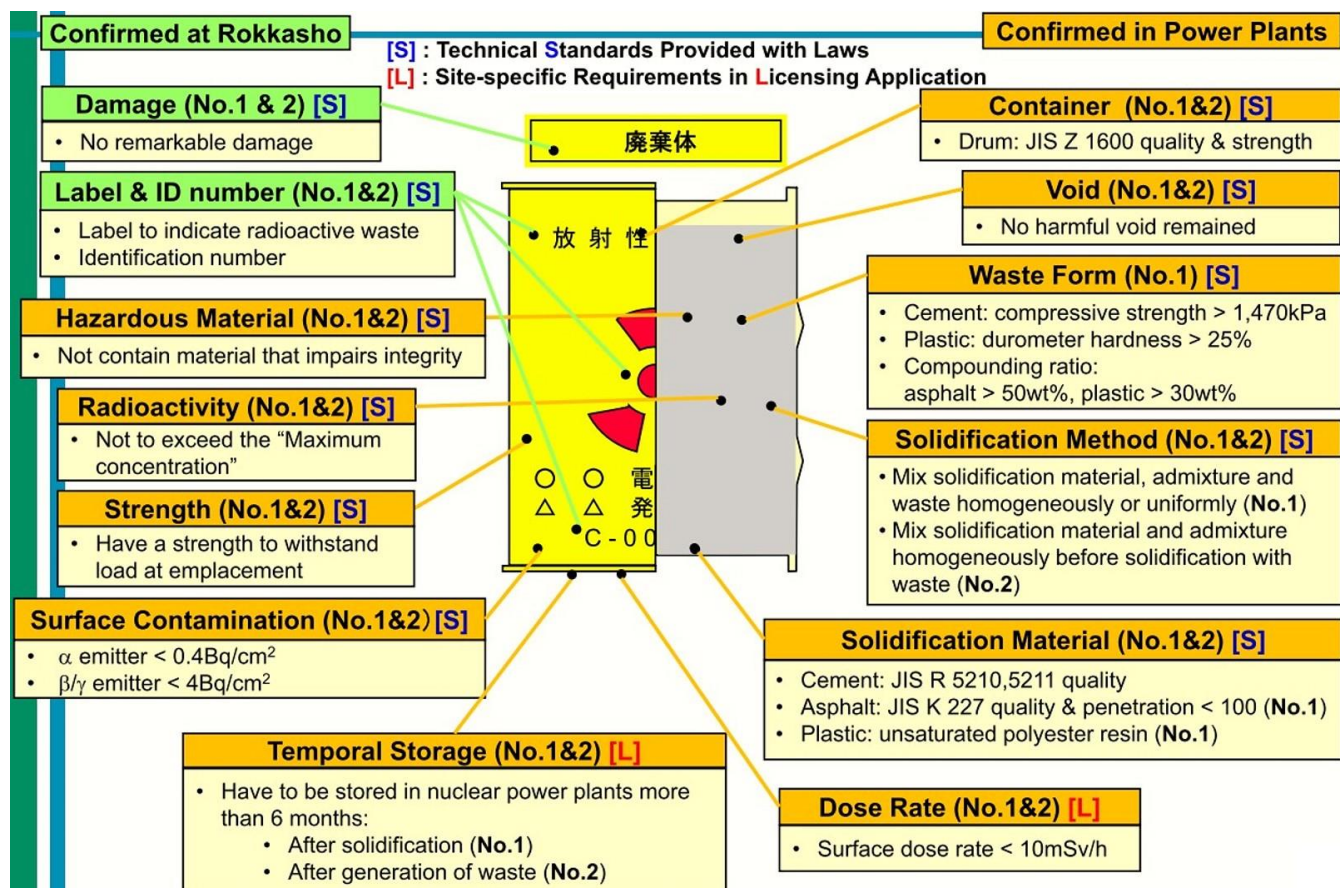 Confirmed at Rokkasho
Confirmed in Power Plants
[S] : Technical Standards Provided with Laws
[L] : Site-specific Requirements in Licensing Application
Damage (No.1 & 2) [S]
• No remarkable damage
Label & ID number (No.1&2) [S]
• Label to indicate radioactive waste
• Identification number
Hazardous Material (No.1&2) [S]
• Not contain material that impairs integrity
Radioactivity (No.1&2) [S]
• Not to exceed the “Maximum
concentration”
Strength (No.1&2) [S]
• Have a strength to withstand
load at emplacement
Surface Contamination (No.1&2) [S]
• α emitter < 0.4Bq/cm²
• β/γ emitter < 4Bq/cm²
Temporal Storage (No.1&2) [L]
• Have to be stored in nuclear power plants more
than 6 months:
• After solidification (No.1)
• After generation of waste (No.2)
廃棄体
放射性
○ ○ 電
△ △ 発
C-00
Container (No.1&2) [S]
• Drum: JIS Z 1600 quality & strength
Void (No.1&2) [S]
• No harmful void remained
Waste Form (No.1) [S]
• Cement: compressive strength > 1,470kPa
• Plastic: durometer hardness > 25%
• Compounding ratio:
asphalt > 50wt%, plastic > 30wt%
Solidification Method (No.1&2) [S]
• Mix solidification material, admixture and
waste homogeneously or uniformly (No.1)
• Mix solidification material and admixture
homogeneously before solidification with
waste (No.2)
Solidification Material (No.1&2) [S]
• Cement: JIS R 5210,5211 quality
• Asphalt: JIS K 227 quality & penetration < 100 (No.1)
• Plastic: unsaturated polyester resin (No.1)
Dose Rate (No.1&2) [L]
• Surface dose rate < 10mSv/h